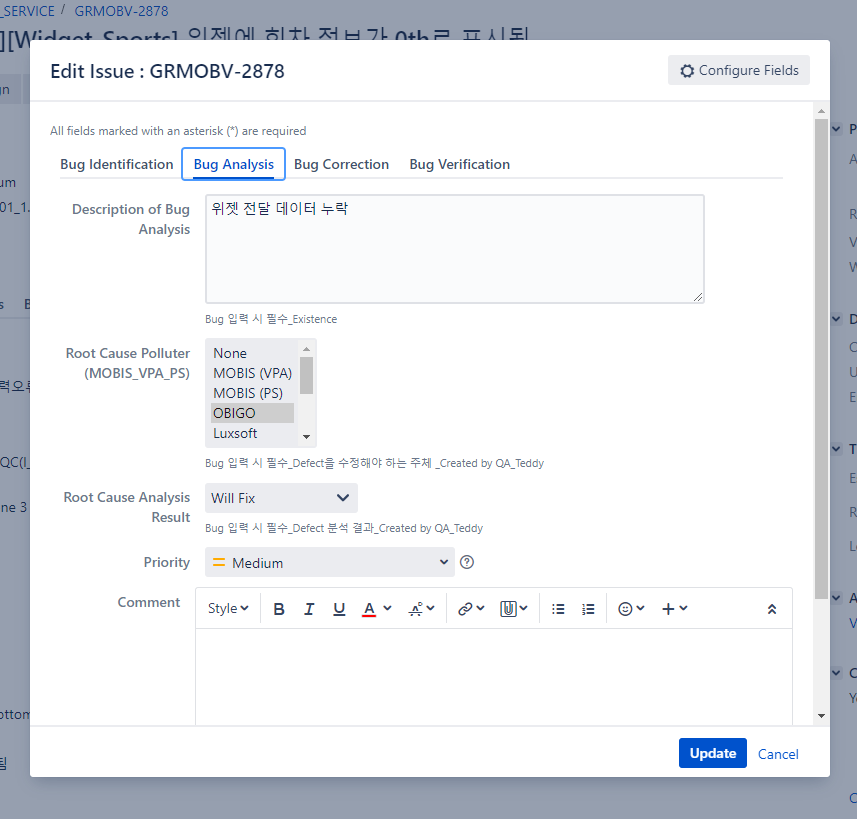 _SERVICE / GRMOBV-2878
][Widget-Sports] 위젯에 회차 정보가 0th로 표시됨
Edit Issue : GRMOBV-2878
Configure Fields
All fields marked with an asterisk (*) are required
Bug Identification
Bug Analysis
Bug Correction
Bug Verification
Description of Bug Analysis
위젯 전달 데이터 누락
Bug 입력 시 필수_Existence
Root Cause Polluter (MOBIS_VPA_PS)
None
MOBIS (VPA)
MOBIS (PS)
OBIGO
Luxsoft
Bug 입력 시 필수_Defect을 수정해야 하는 주체 _Created by QA_Teddy
Root Cause Analysis Result
Will Fix
Bug 입력 시 필수_Defect 분석 결과_Created by QA_Teddy
Priority
Medium
Comment
Style
B I U A
Update
Cancel